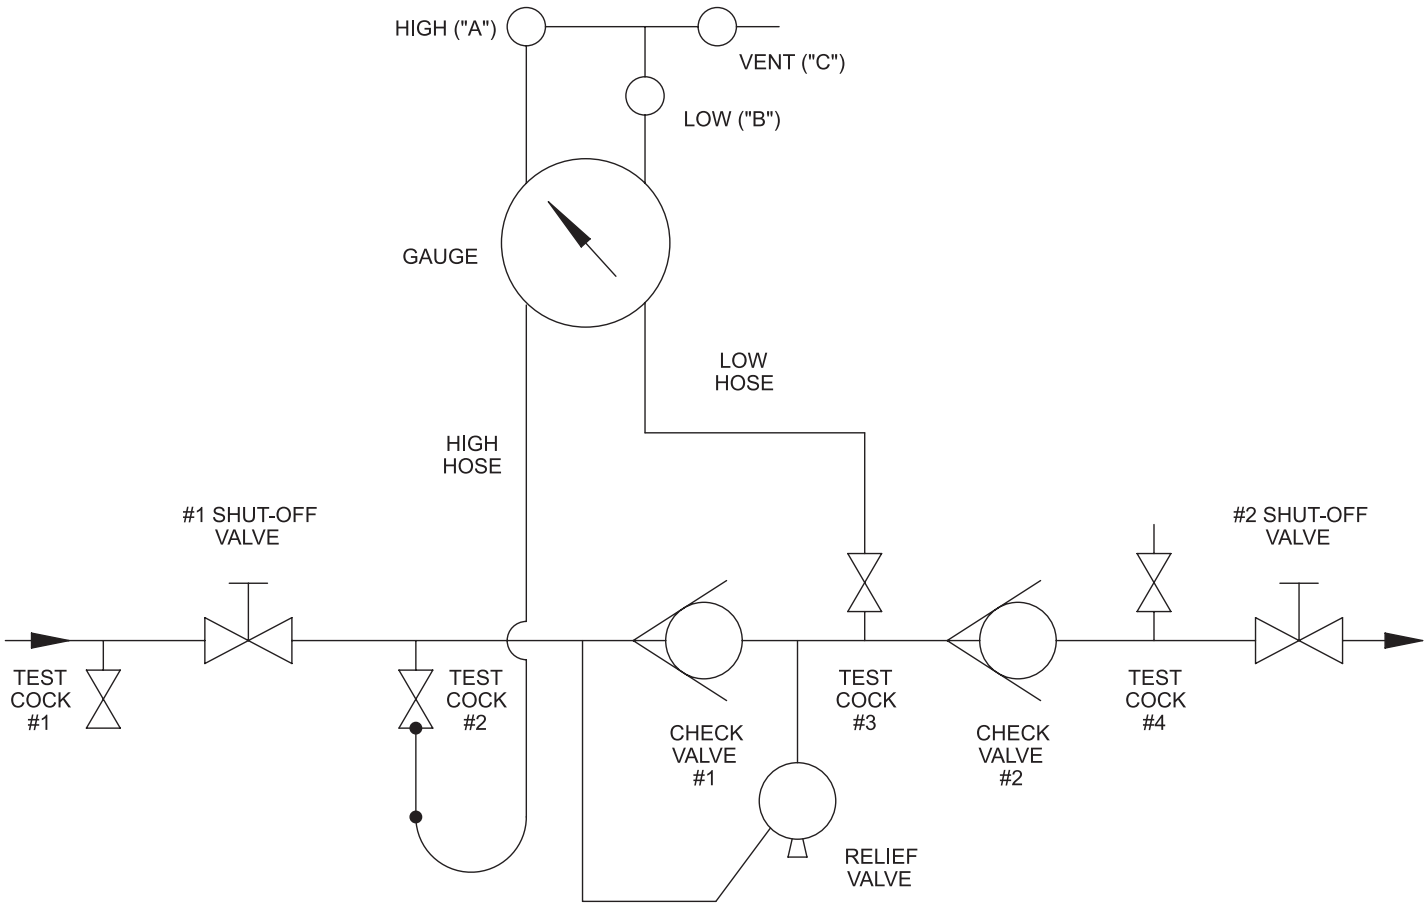 HIGH ("A")
VENT ("C")
LOW ("B")
GAUGE
LOW
HOSE
HIGH
HOSE
#1 SHUT-OFF
VALVE
#2 SHUT-OFF
VALVE
TEST
COCK
#1
TEST
COCK
#2
TEST
COCK
#3
TEST
COCK
#4
CHECK
VALVE
#1
CHECK
VALVE
#2
RELIEF
VALVE